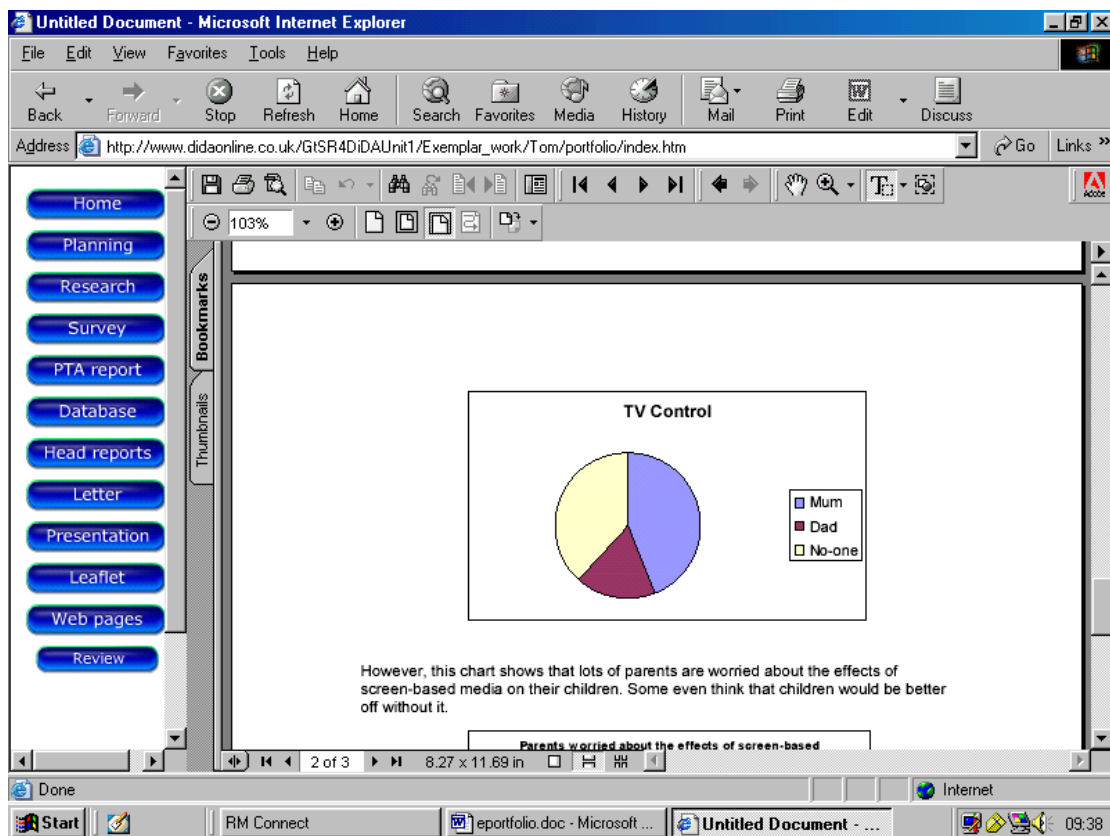 Untitled Document - Microsoft Internet Explorer
File Edit View Favorites Tools Help
Back Forward Stop Refresh Home Search Favorites Media History Mail Print Edit Discuss
Address http://www.didaonline.co.uk/GtSR4DiDAUnit1/Exemplar_work/Tom/portfolio/index.htm Go Links »
Home
Planning
Research
Survey
PTA report
Database
Head reports
Letter
Presentation
Leaflet
Web pages
Review
Adobe
103%
Bookmarks
Thumbnails
TV Control
Mum
Dad
No-one
However, this chart shows that lots of parents are worried about the effects of
screen-based media on their children. Some even think that children would be better
off without it.
Parents worried about the effects of screen-based
2 of 3 8.27 x 11.69 in
Done Internet
Start RM Connect eportfolio.doc - Microsoft ... Untitled Document - ... 09:38